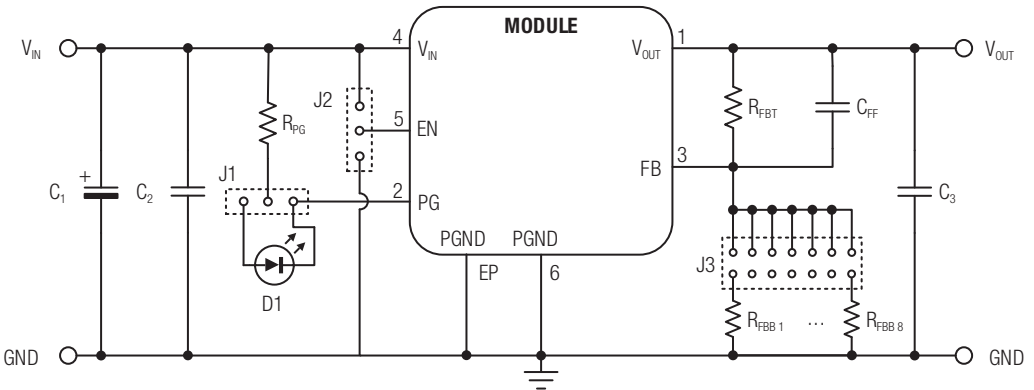 MODULE
V_IN
4
V_IN
V_OUT
1
V_OUT
J2
R_PG
5
EN
R_FBT
C_FF
FB
3
J1
+
C_1
C_2
2
PG
C_3
PGND
PGND
EP
6
J3
D1
R_FBB 1
...
R_FBB 8
GND
GND